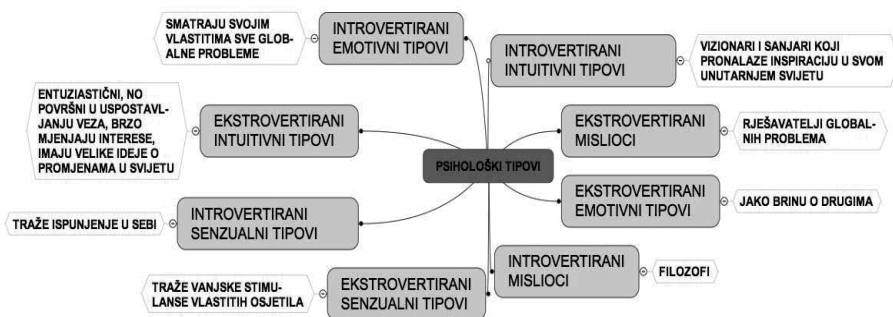 SMATRAJU SVOJIM
VLASTITIMA SVE GLOB-
ALNE PROBLEME
INTROVERTIRANI
EMOTIVNI TIPOVI
INTROVERTIRANI
INTUITIVNI TIPOVI
VIZIONARI I SANJARI KOJI
PRONALAZE INSPIRACIJU U SVOM
UNUTARNJEM SVIJETU
ENTUZIASTIČNI, NO
POVRŠNI U USPOSTAVL-
JANJU VEZA, BRZO
MJENJAJU INTERESE,
IMAJU VELIKE IDEJE O
PROMJENAMA U SVIJETU
EKSTROVERTIRANI
INTUITIVNI TIPOVI
EKSTROVERTIRANI
MISLIOCI
RJEŠAVATELJI GLOBAL-
NIH PROBLEMA
PSIHOLOŠKI TIPOVI
TRAŽE ISPUNJENJE U SEBI
INTROVERTIRANI
SENZUALNI TIPOVI
EKSTROVERTIRANI
EMOTIVNI TIPOVI
JAKO BRINU O DRUGIMA
TRAŽE VANJSKE STIMU-
LANSE VLASTITIH OSJETILA
EKSTROVERTIRANI
SENZUALNI TIPOVI
INTROVERTIRANI
MISLIOCI
FILOZOFI